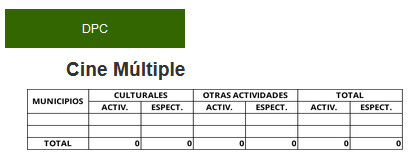 DPC
Cine Múltiple
MUNICIPIOS CULTURALES OTRAS ACTIVIDADES TOTAL
ACTIV. ESPECT. ACTIV. ESPECT. ACTIV. ESPECT.
TOTAL 0 0 0 0 0 0